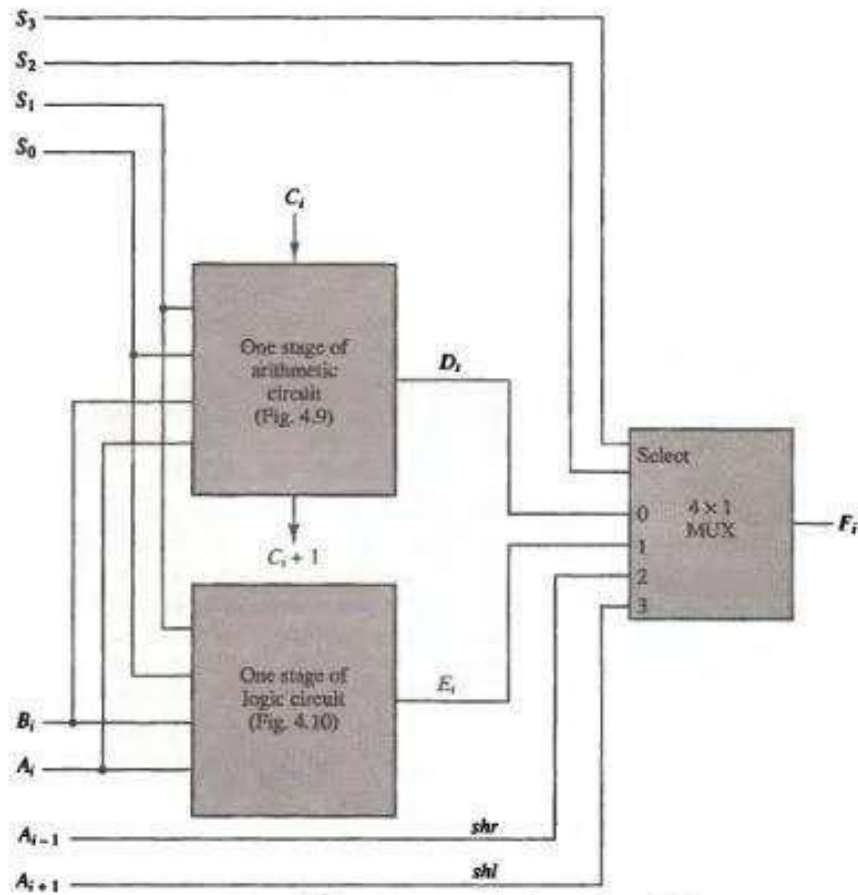 S₃
S₂
S₁
S₀
Cᵢ
One stage of
arithmetic
circuit
(Fig. 4.9)
Dᵢ
Select
0
4 × 1
MUX
1
2
3
Fᵢ
Cᵢ + 1
One stage of
logic circuit
(Fig. 4.10)
Eᵢ
Bᵢ
Aᵢ
Aᵢ₋₁
shr
Aᵢ₊₁
shl